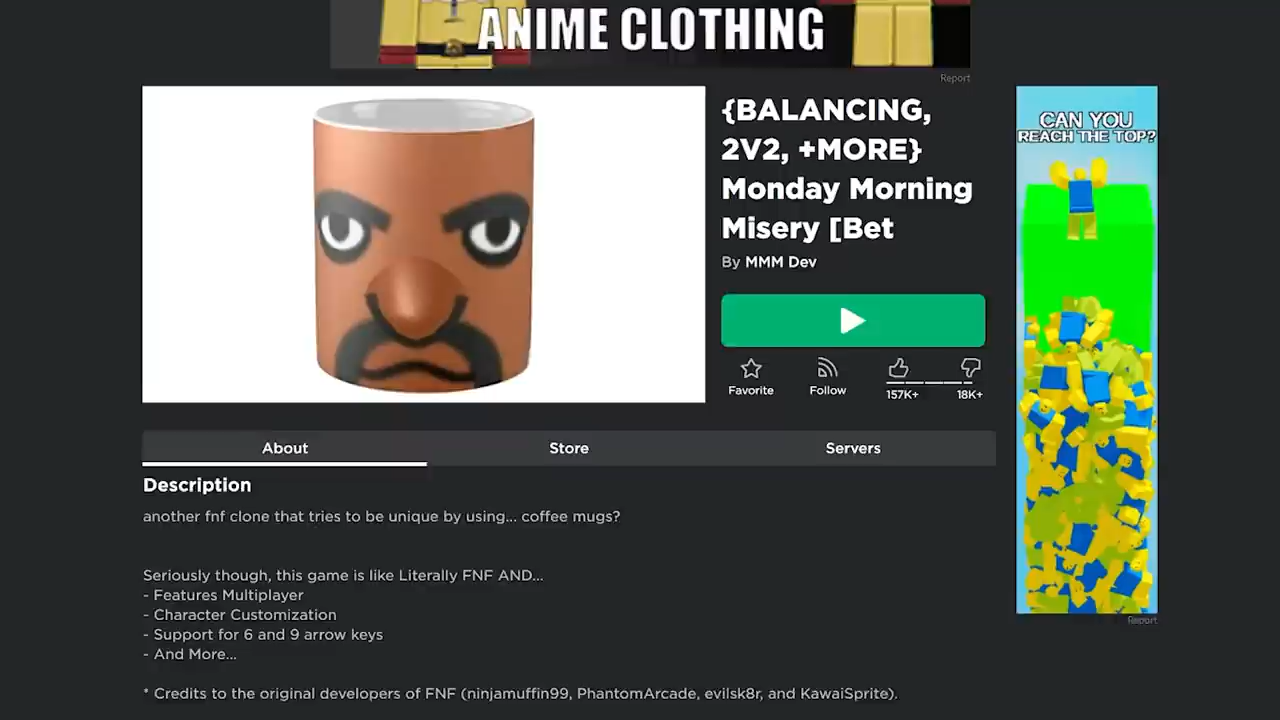 ANIME CLOTHING
Report
{BALANCING,
2V2, +MORE}
Monday Morning
Misery [Bet
By MMM Dev
CAN YOU
REACH THE TOP?
Favorite
Follow
157K+
18K+
About
Store
Servers
Description
another fnf clone that tries to be unique by using... coffee mugs?
Seriously though, this game is like Literally FNF AND...
- Features Multiplayer
- Character Customization
- Support for 6 and 9 arrow keys
- And More...
Report
* Credits to the original developers of FNF (ninjamuffin99, PhantomArcade, evilsk8r, and KawaiSprite).